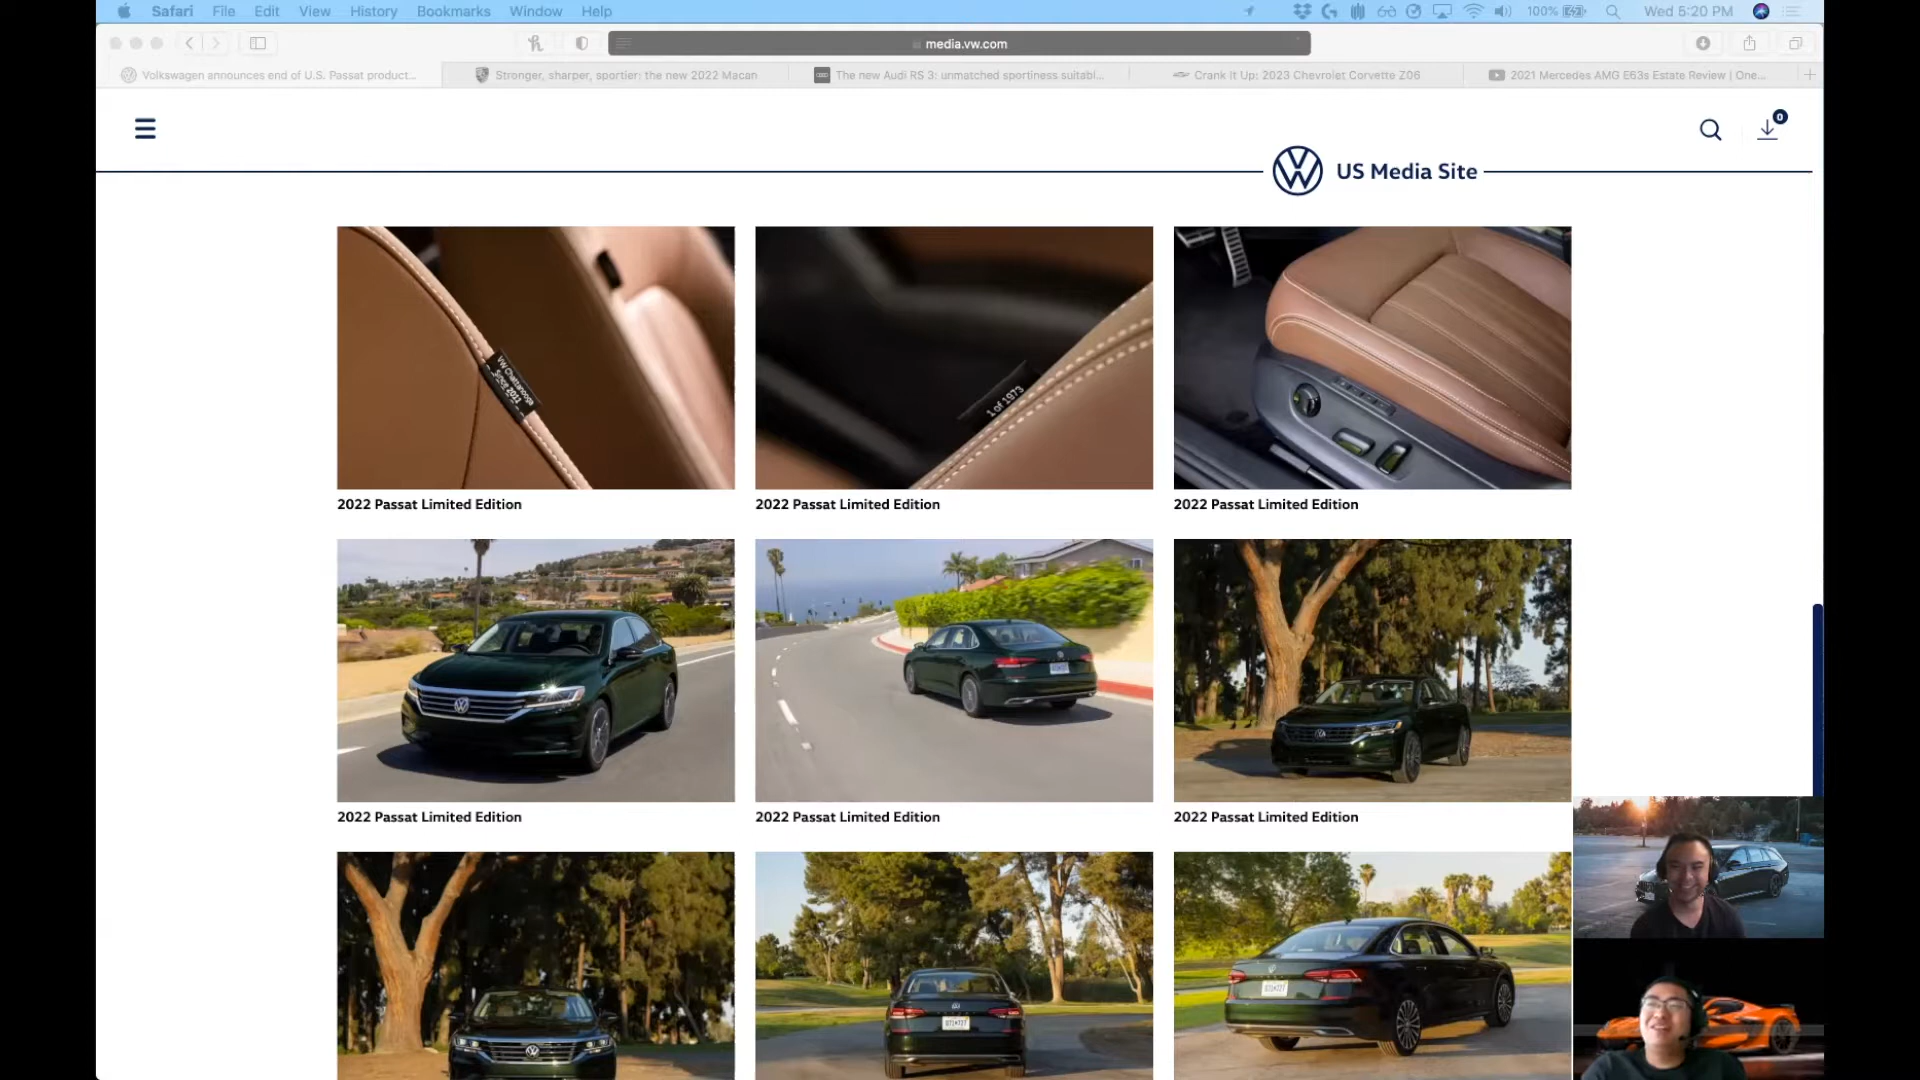 Safari File Edit View History Bookmarks Window Help 100% Wed 5:20 PM
media.vw.com
Volkswagen announces end of U.S. Passat product... Stronger, sharper, sportier: the new 2022 Macan The new Audi RS 3: unmatched sportiness suitabl... Crank It Up: 2023 Chevrolet Corvette Z06 2021 Mercedes AMG E63s Estate Review | One...
0
US Media Site
VW Chattanooga
Since 2011
1 of 1973
2022 Passat Limited Edition 2022 Passat Limited Edition 2022 Passat Limited Edition
2022 Passat Limited Edition 2022 Passat Limited Edition 2022 Passat Limited Edition